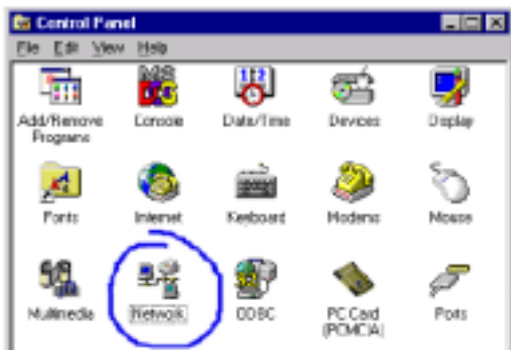 Control Panel
File Edit View Help
Add/Remove Programs
Console
Date/Time
Devices
Display
Fonts
Internet
Keyboard
Modems
Mouse
Multimedia
Network
ODBC
PC Card (PCMCIA)
Ports